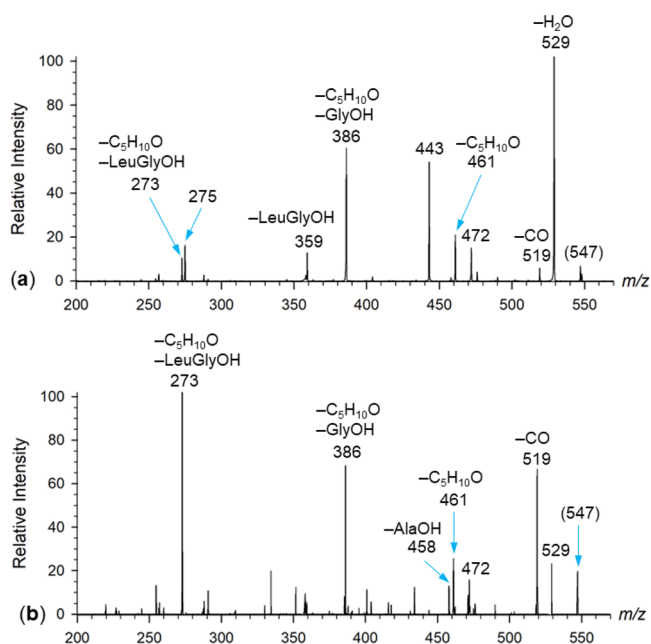 –H₂O
529
100
–C₅H₁₀O
–GlyOH
386
80
–C₅H₁₀O
–LeuGlyOH
273
275
–LeuGlyOH
359
443
–C₅H₁₀O
461
472
–CO
519
(547)
60
40
20
0
Relative Intensity
(a)
200
250
300
350
400
450
500
550
m/z
–C₅H₁₀O
–LeuGlyOH
273
100
–C₅H₁₀O
–GlyOH
386
–CO
519
80
–C₅H₁₀O
461
–AlaOH
458
472
529
(547)
60
40
20
0
Relative Intensity
(b)
200
250
300
350
400
450
500
550
m/z